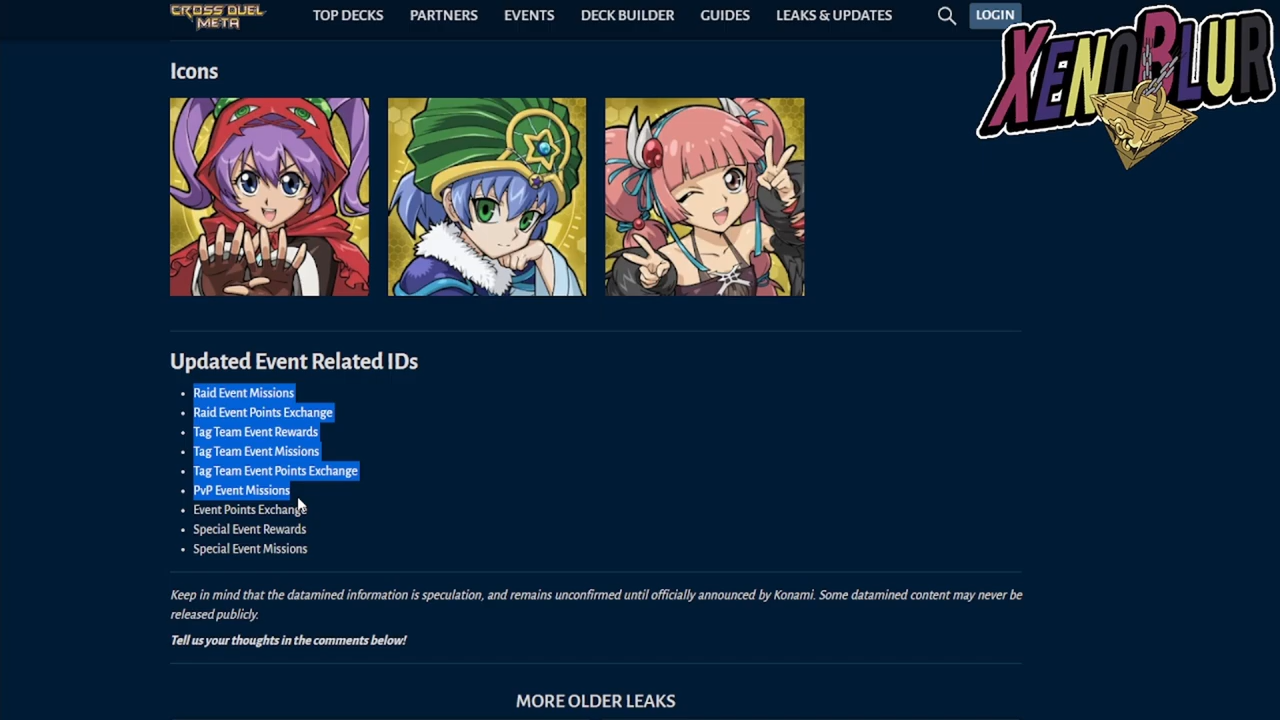 CROSS DUEL
META
TOP DECKS
PARTNERS
EVENTS
DECK BUILDER
GUIDES
LEAKS & UPDATES
LOGIN
XENOBLUR
Icons
Updated Event Related IDs
Raid Event Missions
Raid Event Points Exchange
Tag Team Event Rewards
Tag Team Event Missions
Tag Team Event Points Exchange
PvP Event Missions
Event Points Exchange
Special Event Rewards
Special Event Missions
Keep in mind that the datamined information is speculation, and remains unconfirmed until officially announced by Konami. Some datamined content may never be
released publicly.
Tell us your thoughts in the comments below!
MORE OLDER LEAKS